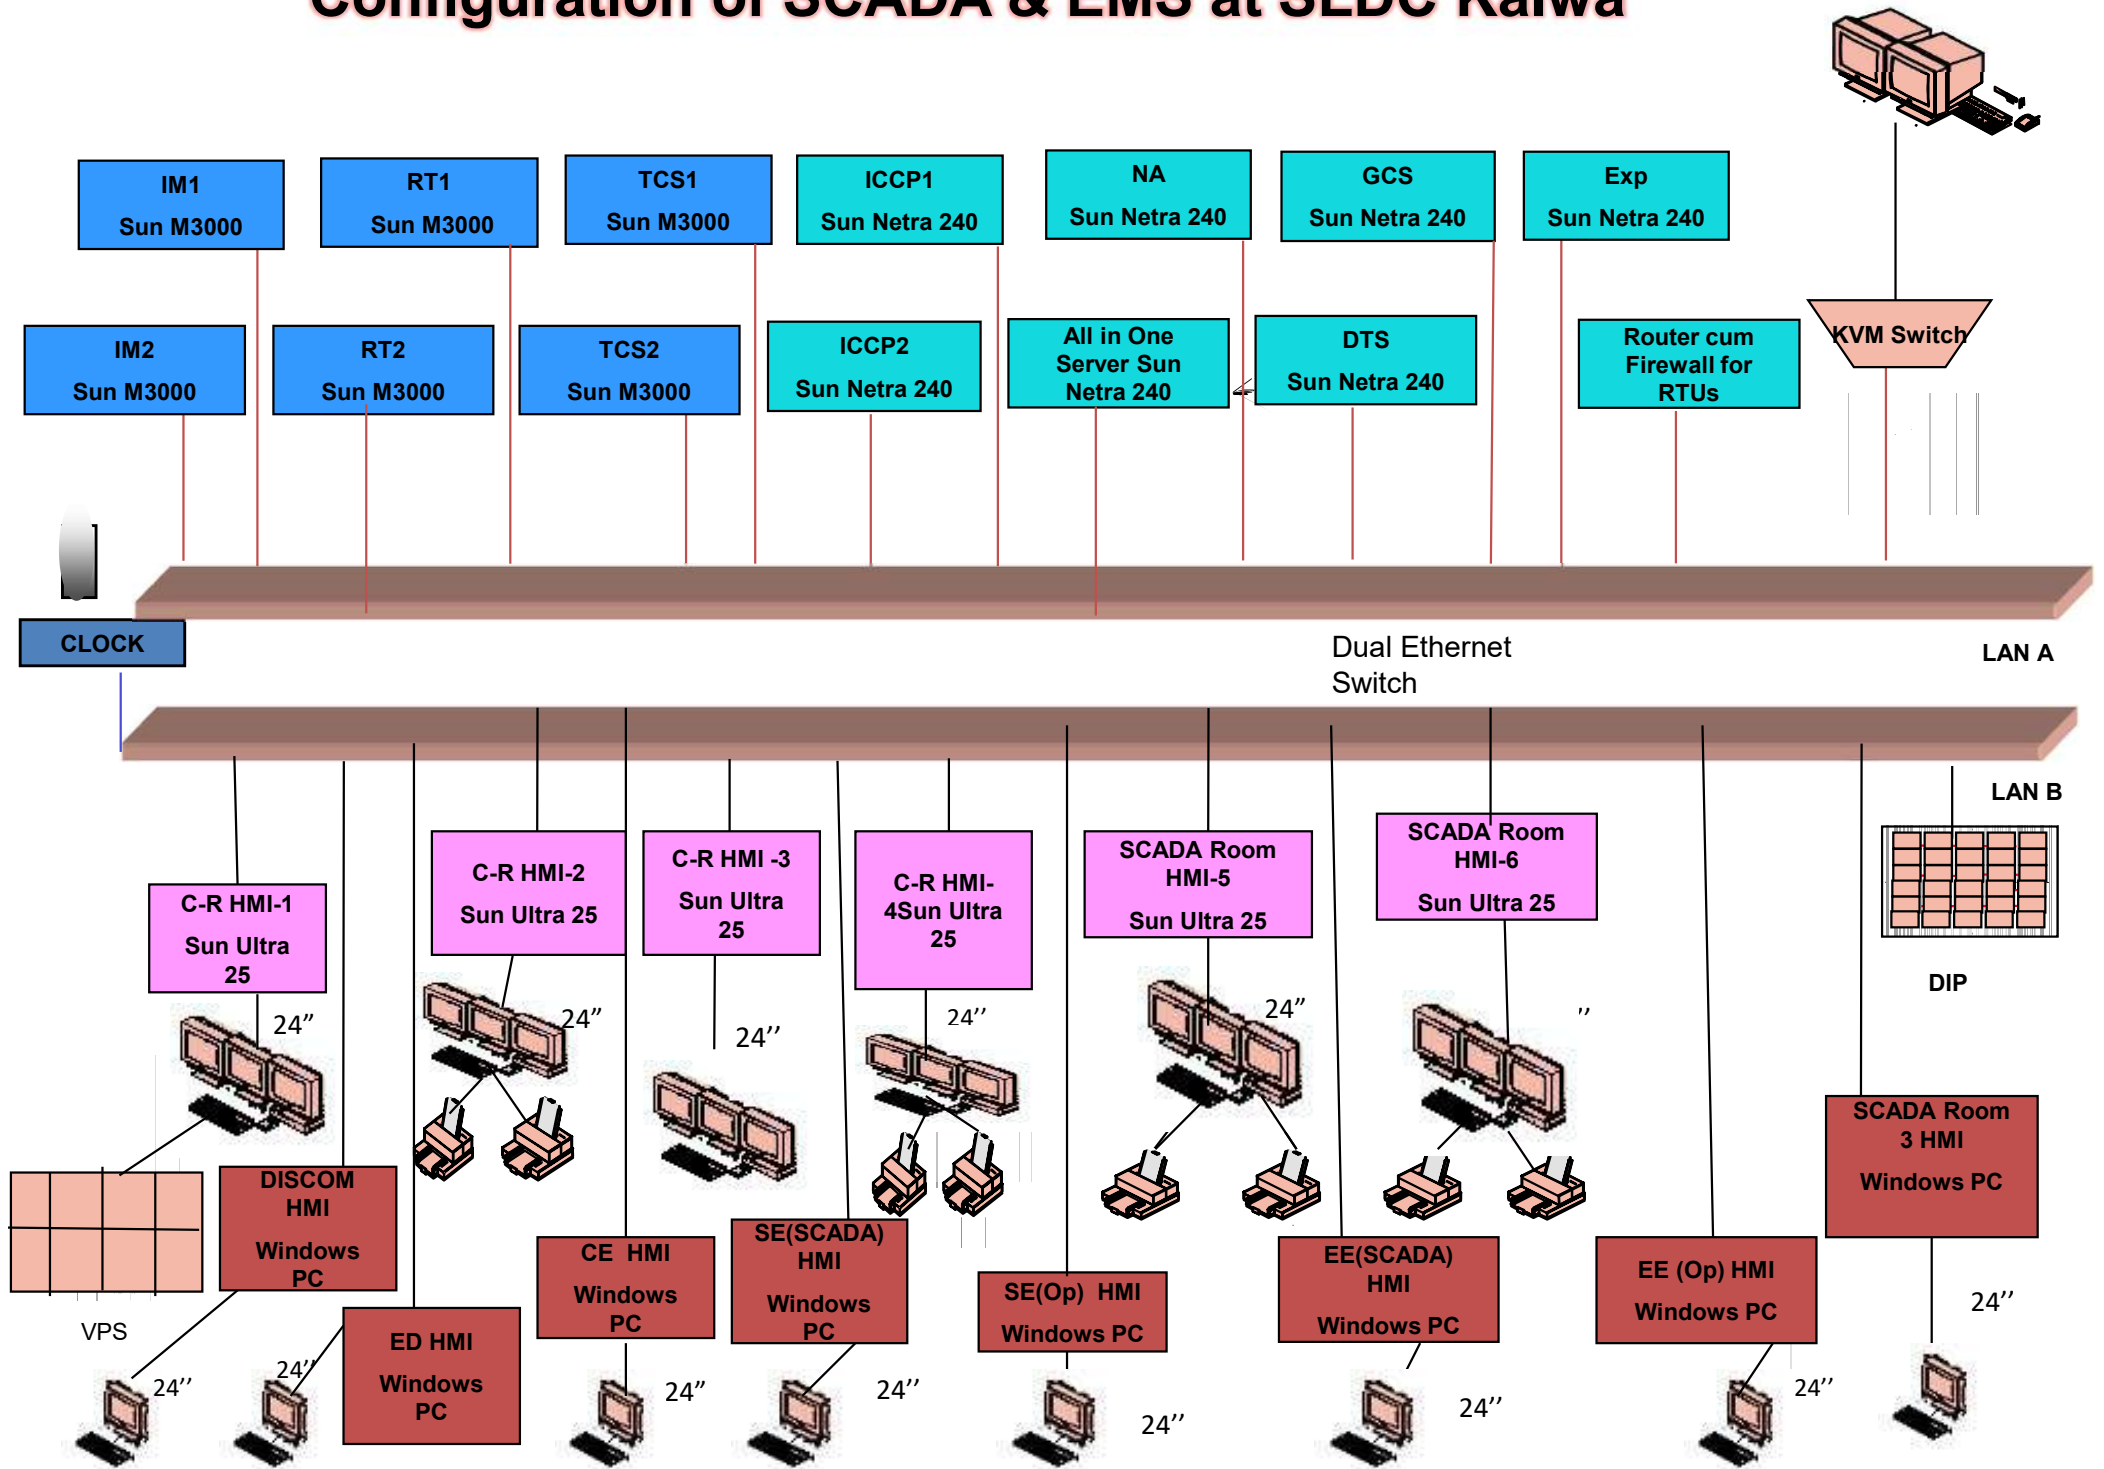 Configuration of SCADA & EMS at SLDC Kalwa
IM1
Sun M3000
RT1
Sun M3000
TCS1
Sun M3000
ICCP1
Sun Netra 240
NA
Sun Netra 240
GCS
Sun Netra 240
Exp
Sun Netra 240
IM2
Sun M3000
RT2
Sun M3000
TCS2
Sun M3000
ICCP2
Sun Netra 240
All in One
Server Sun
Netra 240
DTS
Sun Netra 240
Router cum
Firewall for
RTUs
KVM Switch
CLOCK
Dual Ethernet
Switch
LAN A
LAN B
C-R HMI-1
Sun Ultra
25
24”
C-R HMI-2
Sun Ultra 25
24”
C-R HMI -3
Sun Ultra
25
24’’
C-R HMI-
4Sun Ultra
25
24’’
SCADA Room
HMI-5
Sun Ultra 25
24”
SCADA Room
HMI-6
Sun Ultra 25
’’
DIP
VPS
DISCOM
HMI
Windows
PC
24’’
ED HMI
Windows
PC
24’’
CE HMI
Windows
PC
24”
SE(SCADA)
HMI
Windows
PC
24’’
SE(Op) HMI
Windows PC
24’’
EE(SCADA)
HMI
Windows PC
24’’
EE (Op) HMI
Windows PC
24’’
SCADA Room
3 HMI
Windows PC
24’’